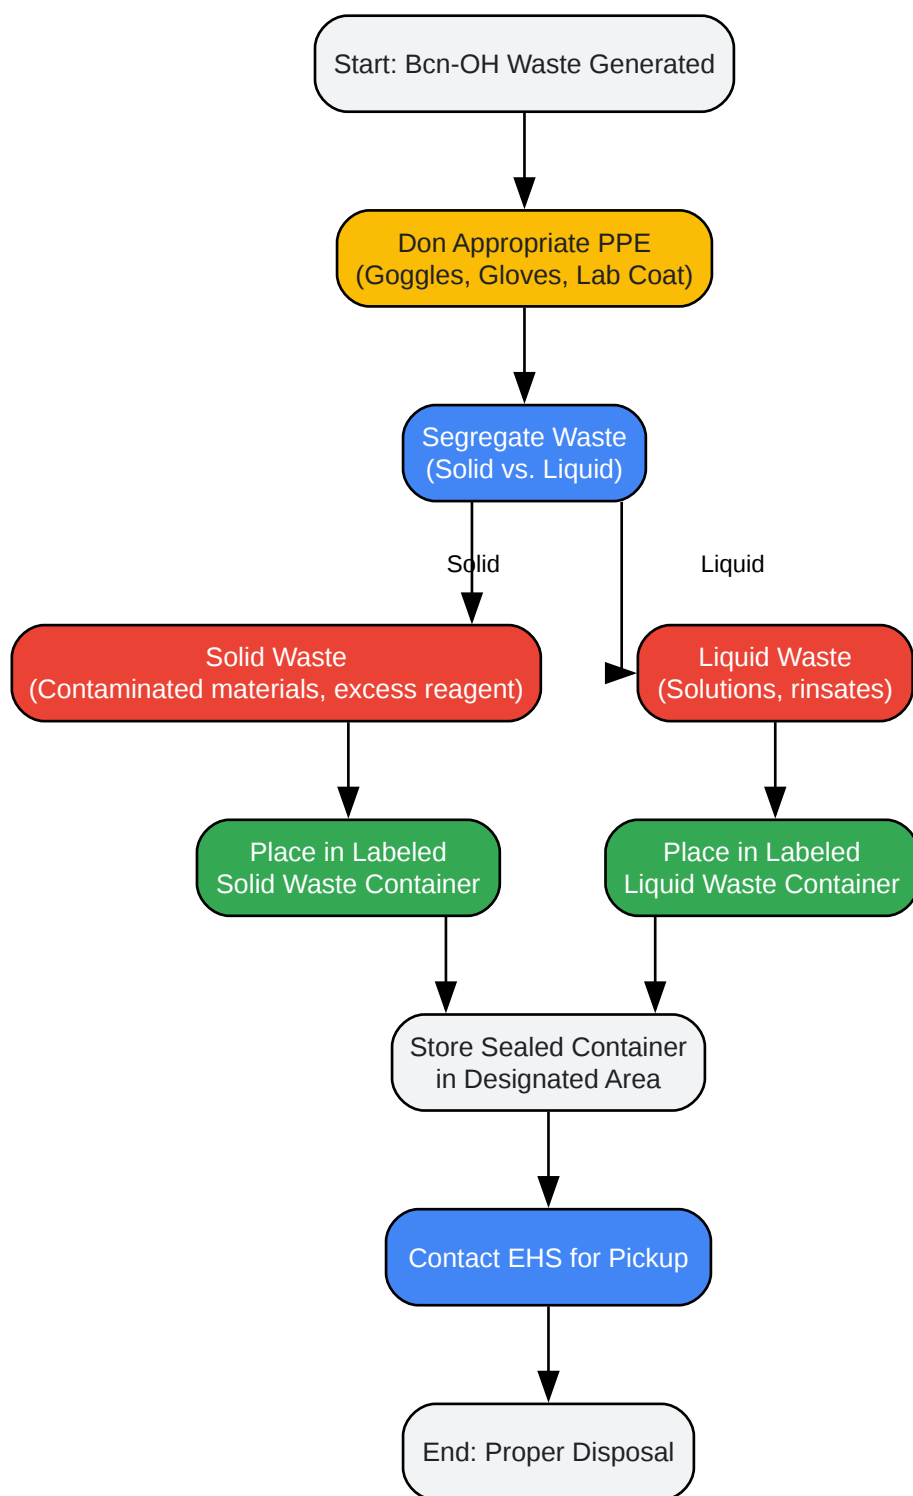 Start: Bcn-OH Waste Generated
Don Appropriate PPE
(Goggles, Gloves, Lab Coat)
Segregate Waste
(Solid vs. Liquid)
Solid
Liquid
Solid Waste
(Contaminated materials, excess reagent)
Liquid Waste
(Solutions, rinsates)
Place in Labeled
Solid Waste Container
Place in Labeled
Liquid Waste Container
Store Sealed Container
in Designated Area
Contact EHS for Pickup
End: Proper Disposal